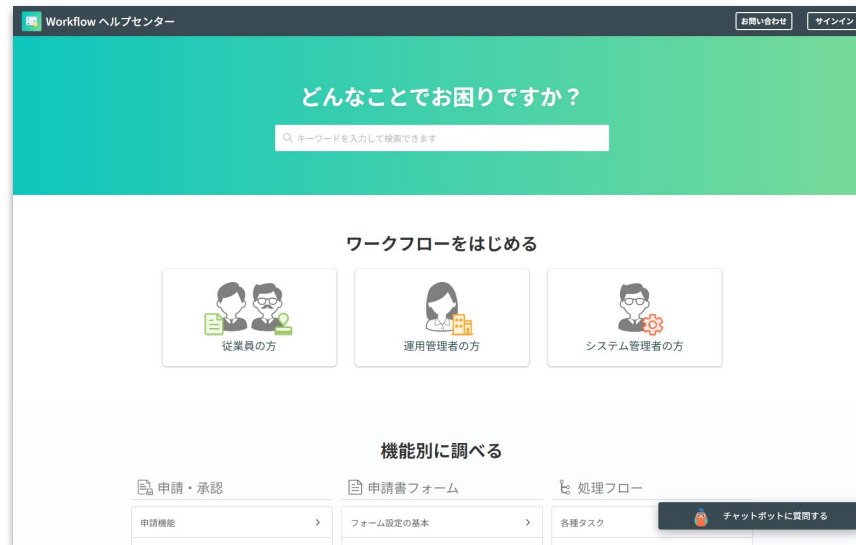 Workflow ヘルプセンター
お問い合わせ
サインイン
どんなことでお困りですか？
キーワードを入力して検索できます
ワークフローをはじめる
従業員の方
運用管理者の方
システム管理者の方
機能別に調べる
申請・承認
申請書フォーム
処理フロー
申請機能
フォーム設定の基本
各種タスク
チャットボットに質問する